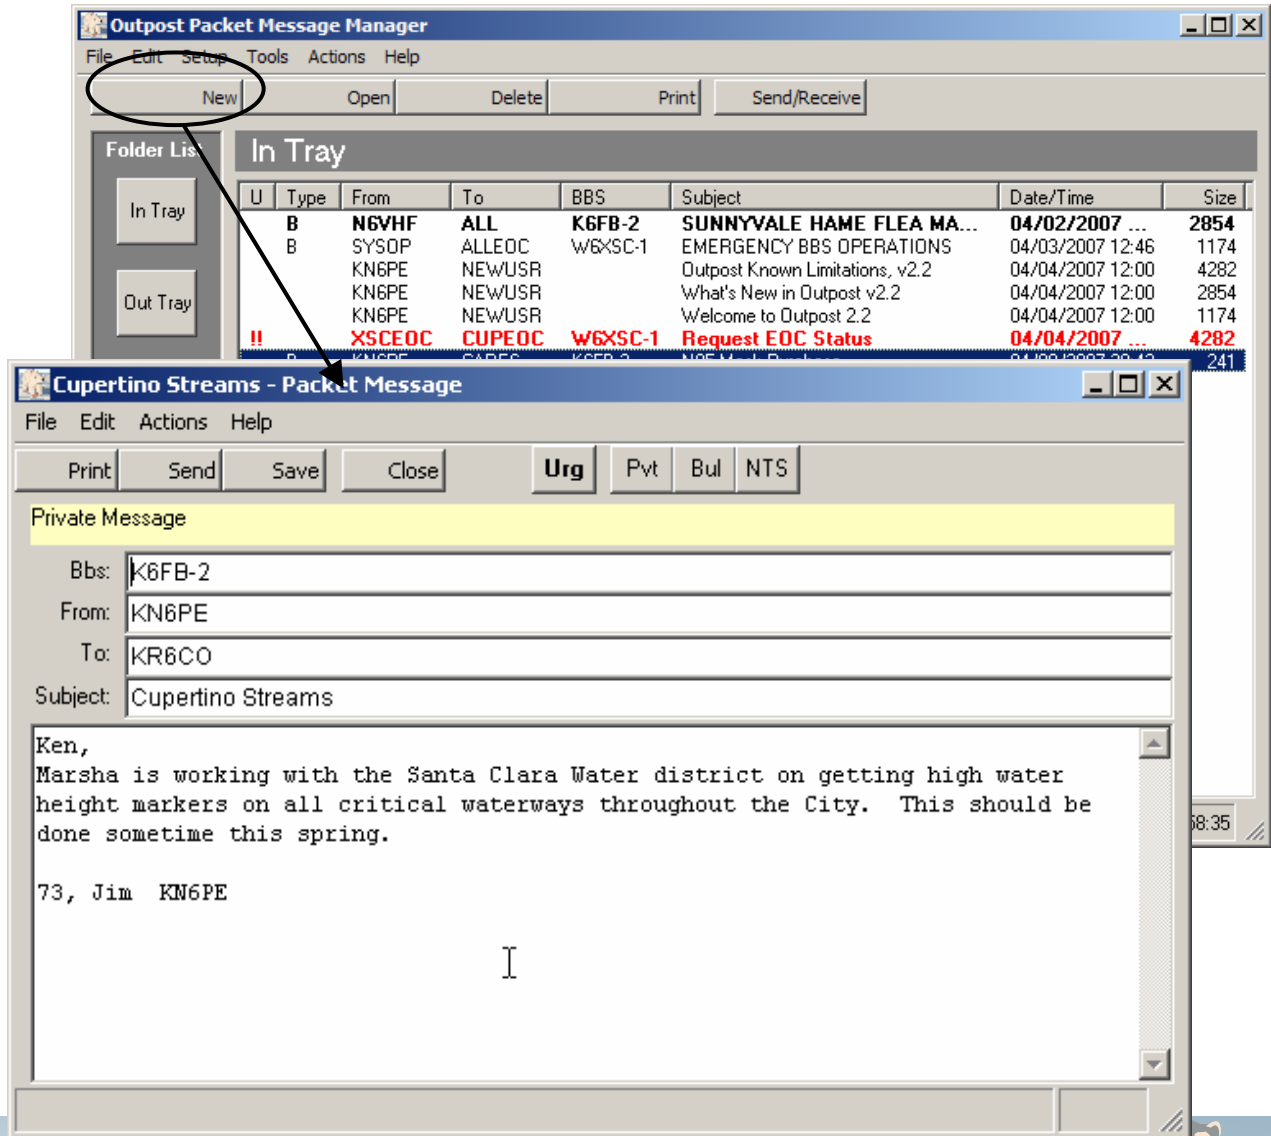 Outpost Packet Message Manager
File Edit Setup Tools Actions Help
New Open Delete Print Send/Receive
Folder List
In Tray
Out Tray
In Tray
U Type From To BBS Subject Date/Time Size
B N6VHF ALL K6FB-2 SUNNYVALE HAME FLEA MA... 04/02/2007 ... 2854
B SYSOP ALLEOC W6XSC-1 EMERGENCY BBS OPERATIONS 04/03/2007 12:46 1174
KN6PE NEWUSR Outpost Known Limitations, v2.2 04/04/2007 12:00 4282
KN6PE NEWUSR What's New in Outpost v2.2 04/04/2007 12:00 2854
KN6PE NEWUSR Welcome to Outpost 2.2 04/04/2007 12:00 1174
!! XSCEOC CUPEOC W6XSC-1 Request EOC Status 04/04/2007 ... 4282
241
58:35
Cupertino Streams - Packet Message
File Edit Actions Help
Print Send Save Close Urg Pvt Bul NTS
Private Message
Bbs: K6FB-2
From: KN6PE
To: KR6CO
Subject: Cupertino Streams
Ken,
Marsha is working with the Santa Clara Water district on getting high water
height markers on all critical waterways throughout the City.  This should be
done sometime this spring.
73, Jim  KN6PE